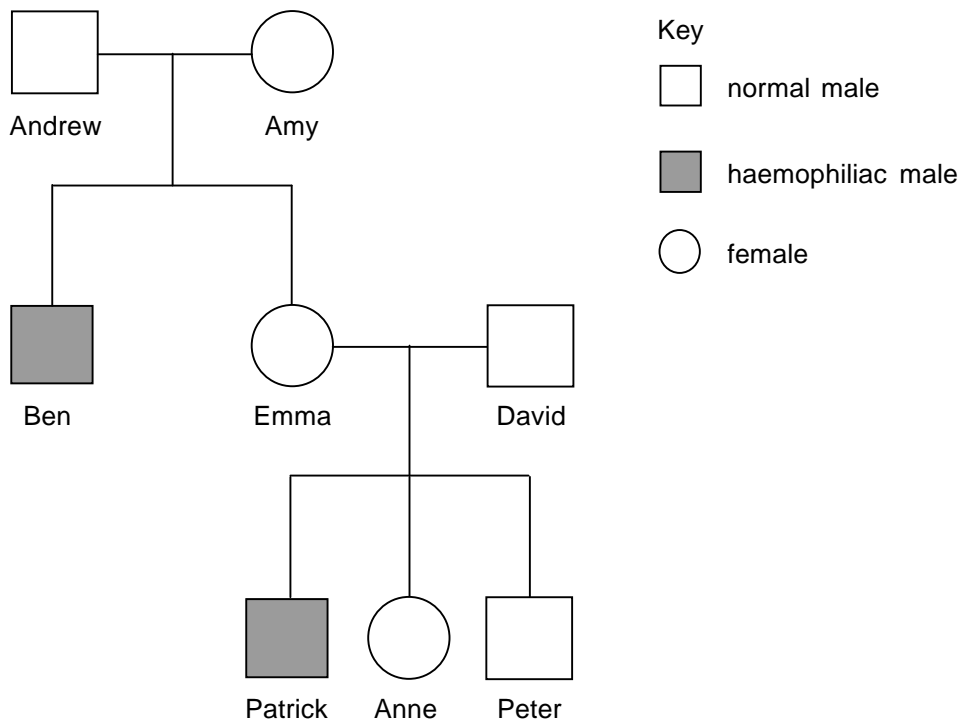 Key
normal male
haemophiliac male
female
Andrew Amy
Ben Emma David
Patrick Anne Peter